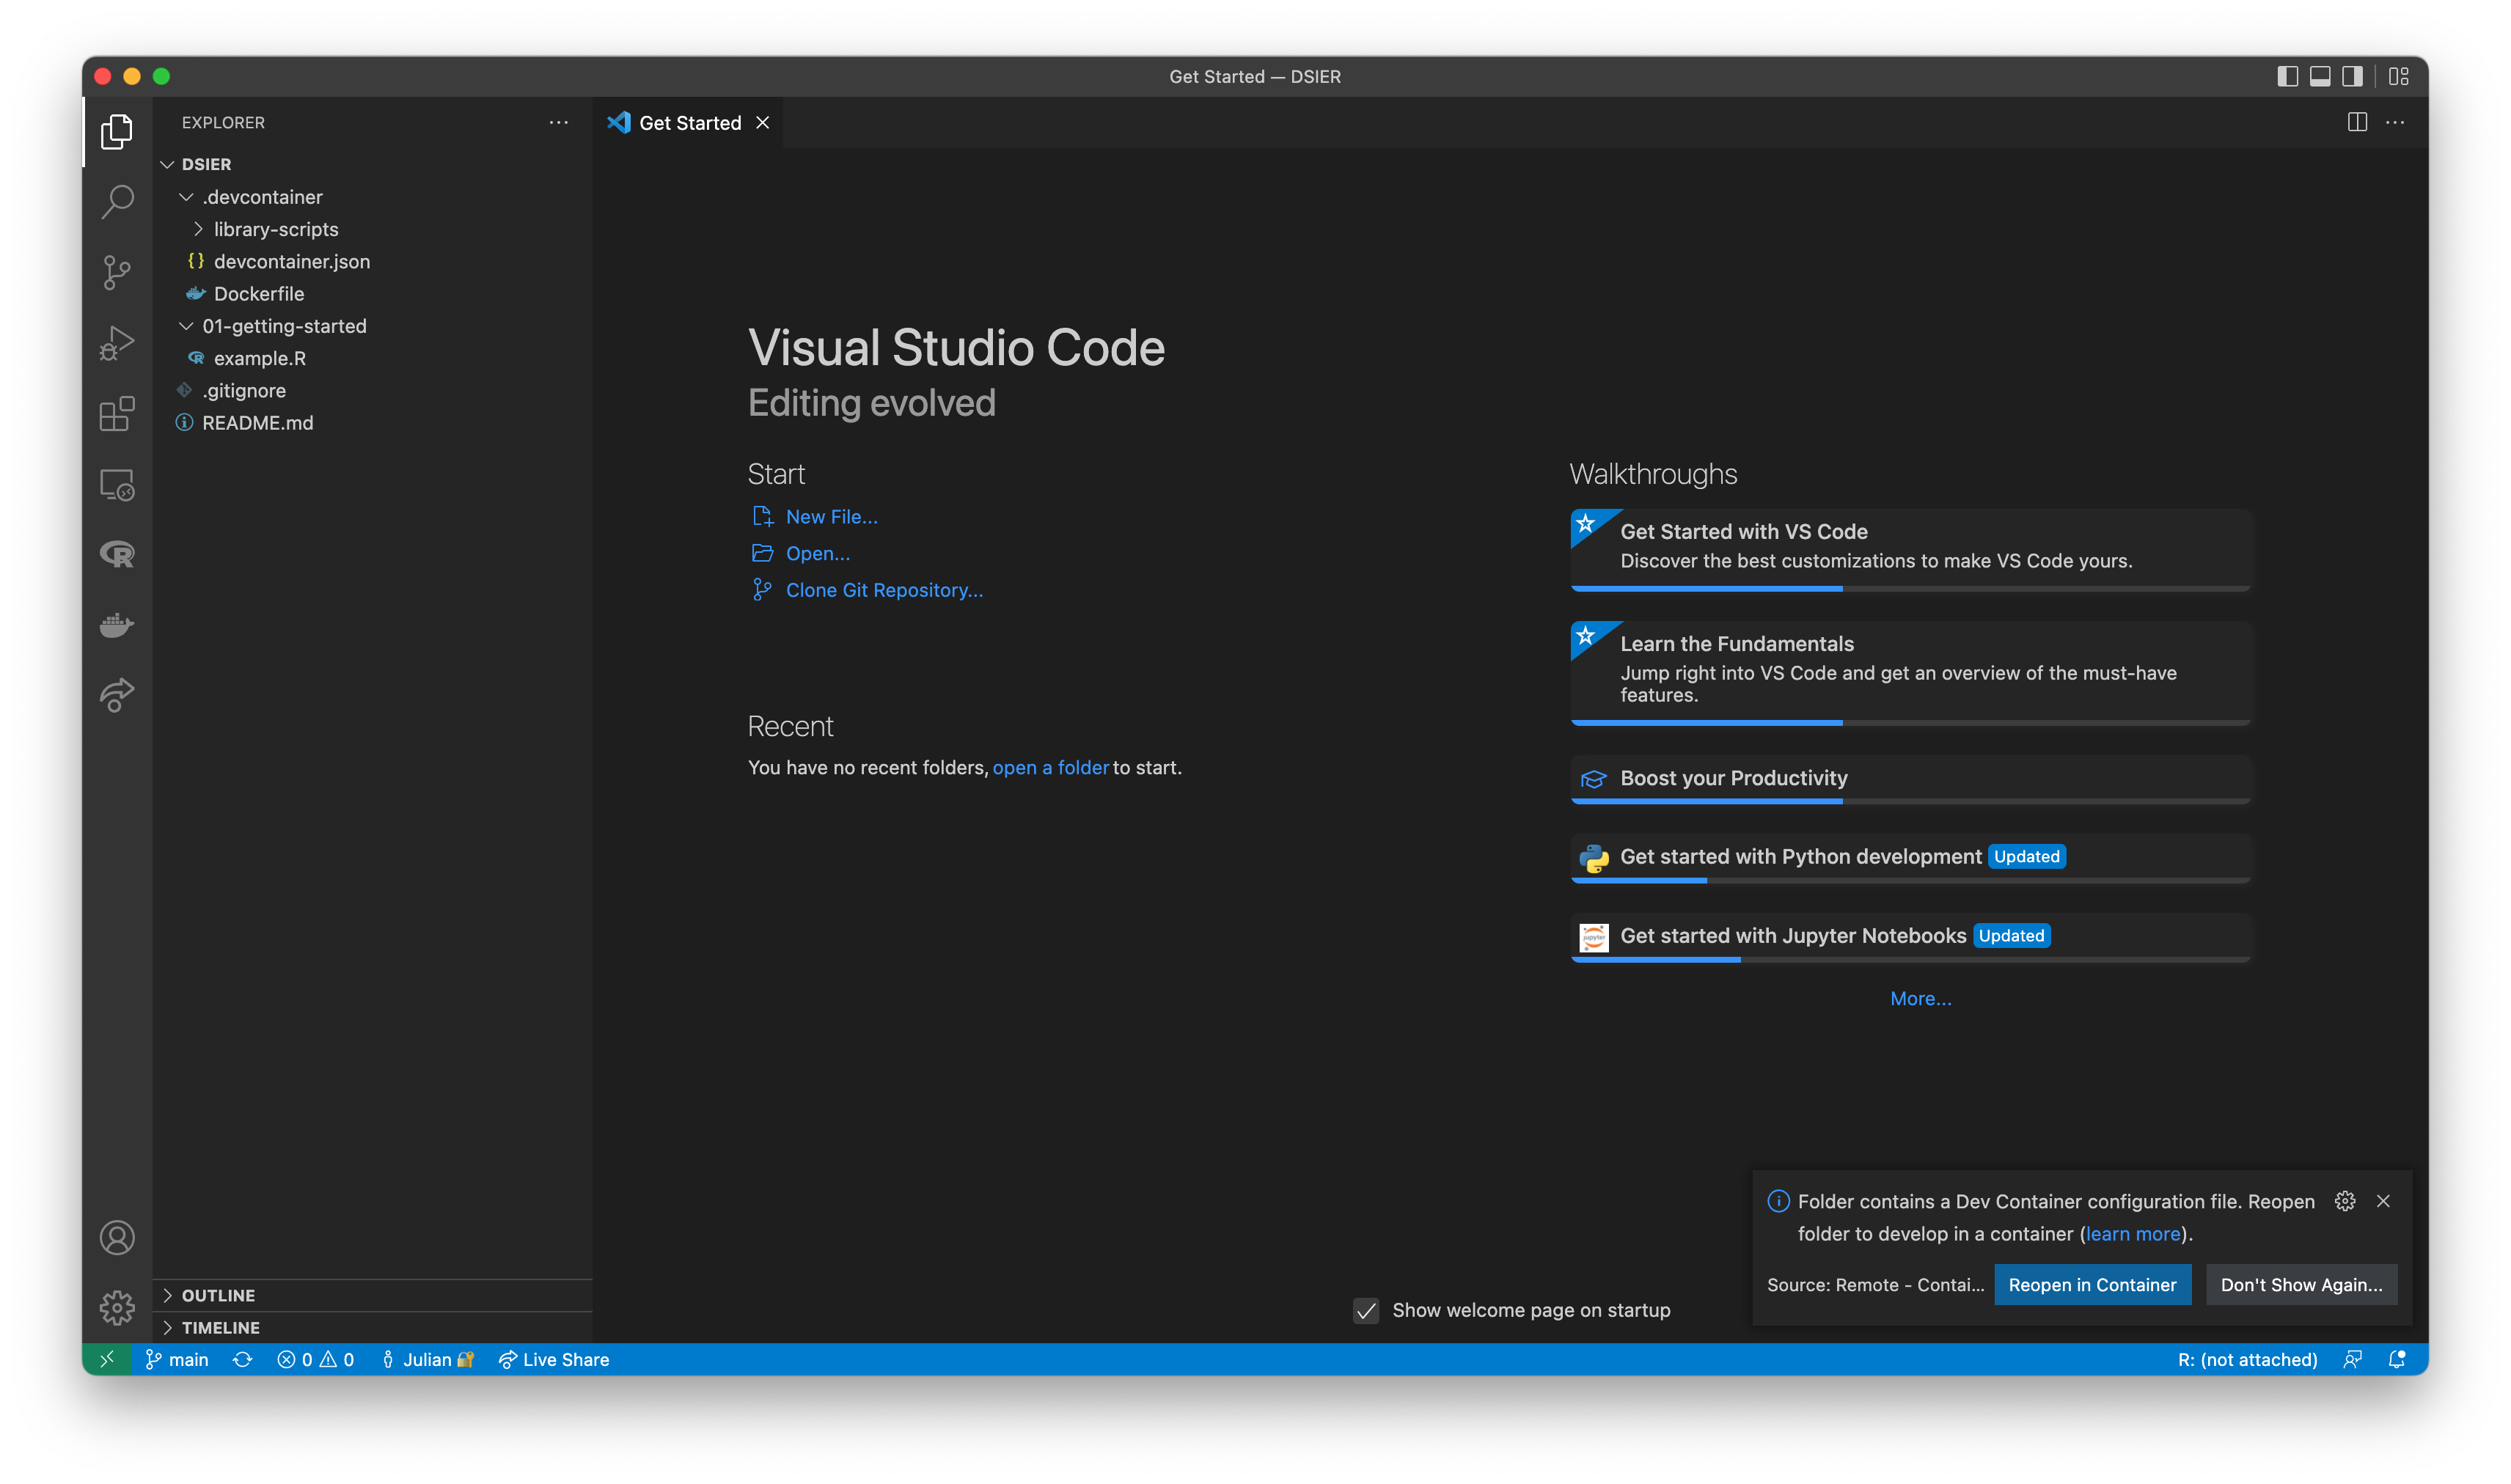 Get Started — DSIER
EXPLORER
DSIER
.devcontainer
library-scripts
devcontainer.json
Dockerfile
01-getting-started
example.R
.gitignore
README.md
OUTLINE
TIMELINE
Get Started
Visual Studio Code
Editing evolved
Start
New File...
Open...
Clone Git Repository...
Recent
You have no recent folders, open a folder to start.
Walkthroughs
Get Started with VS Code
Discover the best customizations to make VS Code yours.
Learn the Fundamentals
Jump right into VS Code and get an overview of the must-have
features.
Boost your Productivity
Get started with Python development Updated
jupyter
Get started with Jupyter Notebooks Updated
More...
Show welcome page on startup
Folder contains a Dev Container configuration file. Reopen
folder to develop in a container (learn more).
Source: Remote - Contai... Reopen in Container Don't Show Again...
main 0 0 Julian Live Share R: (not attached)